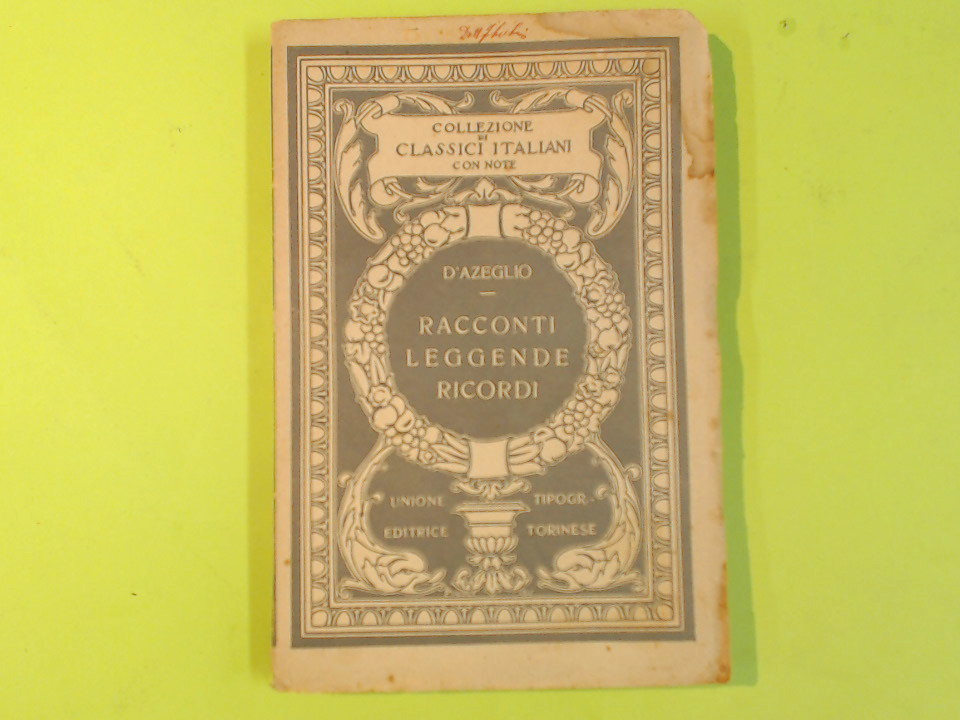 COLLEZIONE
DI
CLASSICI ITALIANI
CON NOTE
D'AZEGLIO
RACCONTI
LEGGENDE
RICORDI
UNIONE TIPOGR.
EDITRICE TORINESE